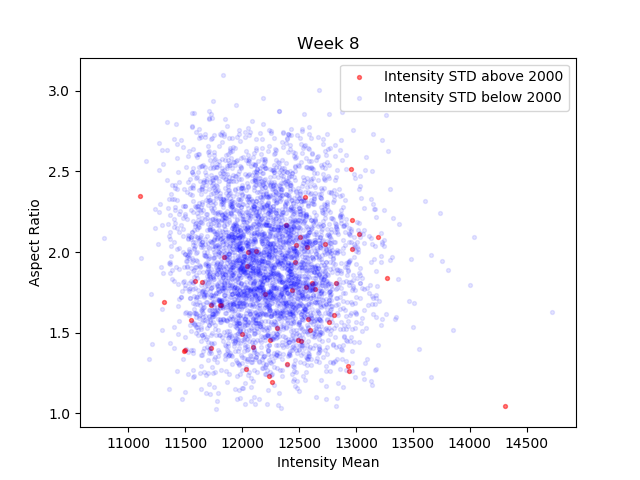 Week 8
Intensity STD above 2000
Intensity STD below 2000
Aspect Ratio
3.0
2.5
2.0
1.5
1.0
11000 11500 12000 12500 13000 13500 14000 14500
Intensity Mean